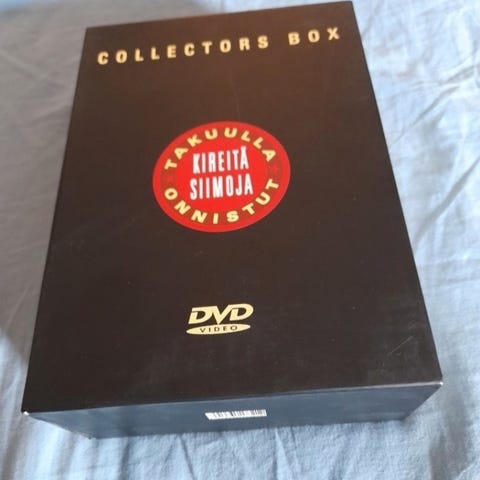 COLLECTORS BOX
TAKUULLA
KIREITÄ
SIIMOJA
ONNISTUT
DVD
VIDEO